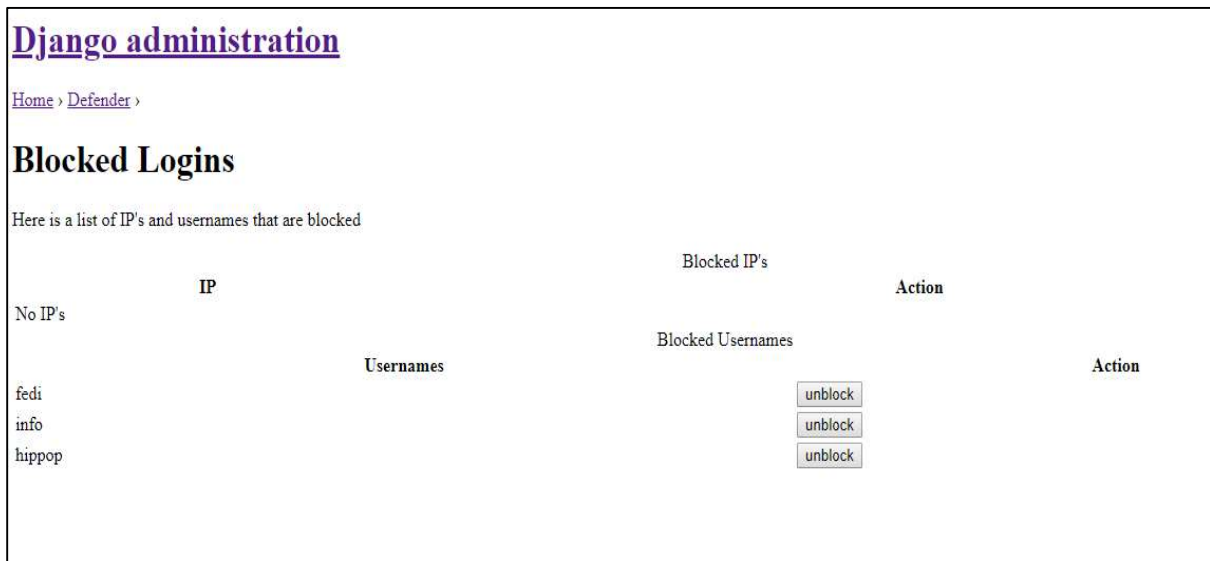 Django administration
Home › Defender ›
Blocked Logins
Here is a list of IP's and usernames that are blocked
Blocked IP's
IP Action
No IP's
Blocked Usernames
Usernames Action
fedi unblock
info unblock
hippop unblock